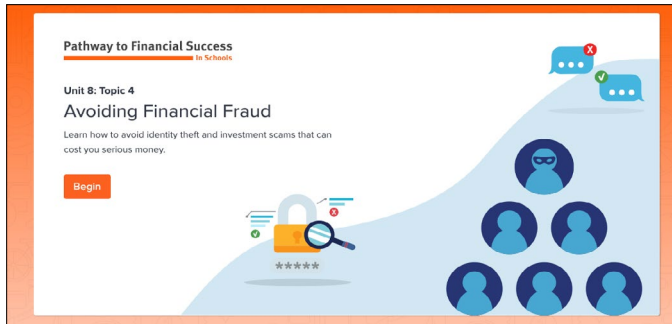 Pathway to Financial Success
In Schools
Unit 8: Topic 4
Avoiding Financial Fraud
Learn how to avoid identity theft and investment scams that can
cost you serious money.
Begin
*****